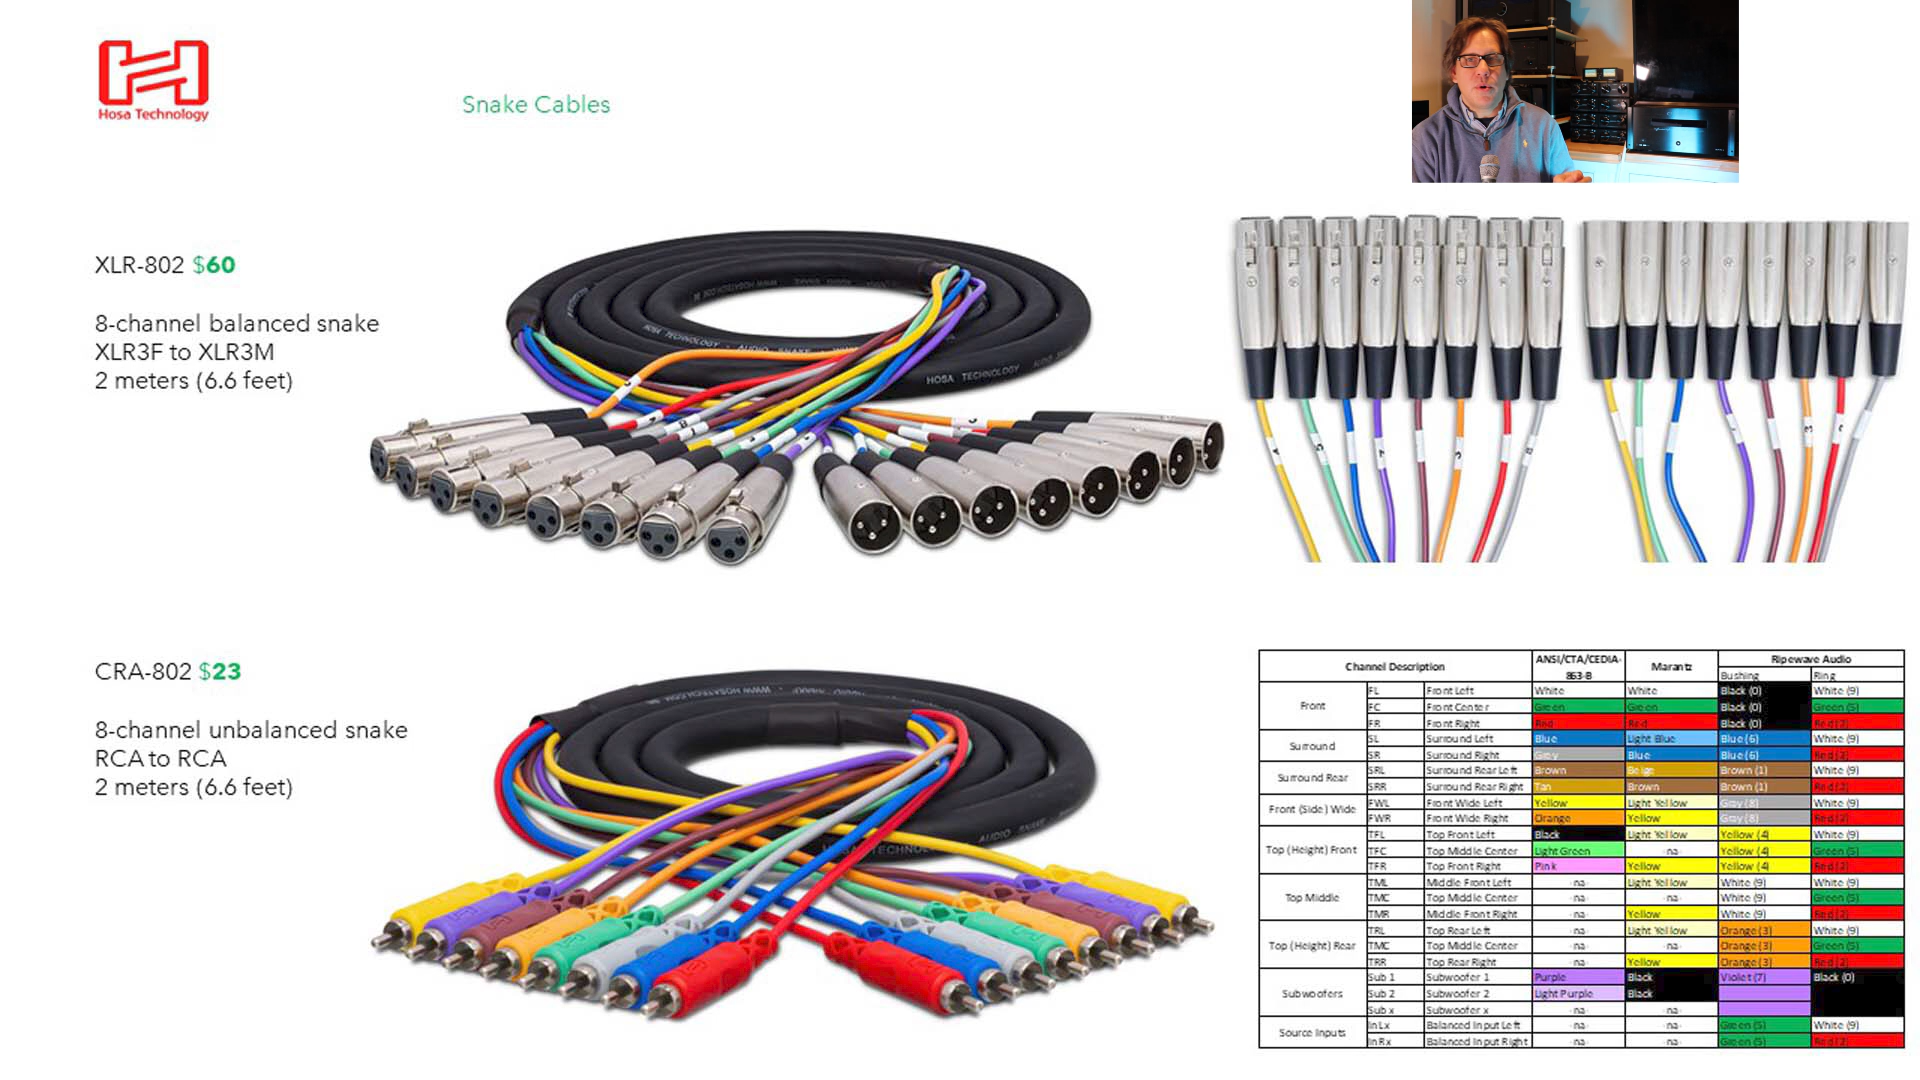 Hosa Technology
Snake Cables
XLR-802 $60
8-channel balanced snake
XLR3F to XLR3M
2 meters (6.6 feet)
HOSA TECHNOLOGY
CRA-802 $23
8-channel unbalanced snake
RCA to RCA
2 meters (6.6 feet)
AUDIO SNAKE
Channel Description ANSI/CTA/CEDIA-863-B Marantz Ripewave Audio
Bushing Ring
Front FL Front Left White White Black (0) White (9)
FC Front Center Green Green Black (0) Green (5)
FR Front Right Red Red Black (0) Red (2)
Surround SL Surround Left Blue Light Blue Blue (6) White (9)
SR Surround Right Grey Blue Blue (6) Red (2)
Surround Rear SRL Surround Rear Left Brown Beige Brown (1) White (9)
SRR Surround Rear Right Tan Brown Brown (1) Red (2)
Front (Side) Wide FWL Front Wide Left Yellow Light Yellow Gray (8) White (9)
FWR Front Wide Right Orange Yellow Gray (8) Red (2)
Top (Height) Front TFL Top Front Left Black Light Yellow Yellow (4) White (9)
TFC Top Middle Center Light Green -na- Yellow (4) Green (5)
TFR Top Front Right Pink Yellow Yellow (4) Red (2)
Top Middle TML Middle Front Left -na- Light Yellow White (9) White (9)
TMC Top Middle Center -na- -na- White (9) Green (5)
TMR Middle Front Right -na- Yellow White (9) Red (2)
Top (Height) Rear TRL Top Rear Left -na- Light Yellow Orange (3) White (9)
TMC Top Middle Center -na- -na- Orange (3) Green (5)
TRR Top Rear Right -na- Yellow Orange (3) Red (2)
Subwoofers Sub 1 Subwoofer 1 Purple Black Violet (7) Black (0)
Sub 2 Subwoofer 2 Light Purple Black
Sub x Subwoofer x -na- -na-
Source Inputs In Lx Balanced Input Left -na- -na- Green (5) White (9)
In Rx Balanced Input Right -na- -na- Green (5) Red (2)